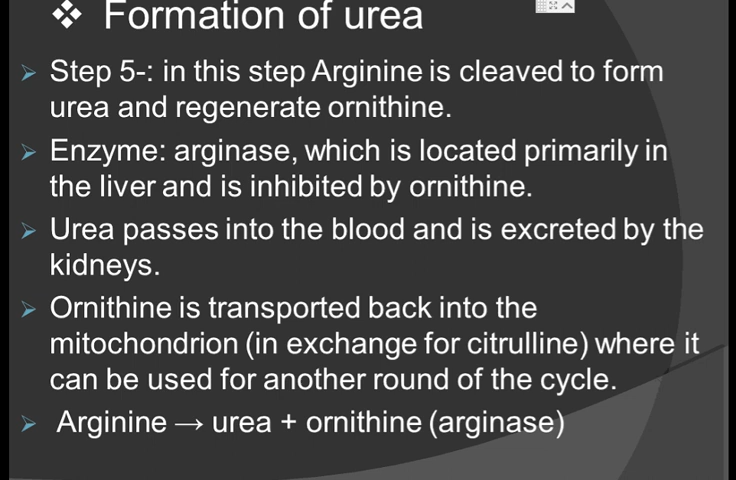 ❖ Formation of urea
➢ Step 5-: in this step Arginine is cleaved to form
urea and regenerate ornithine.
➢ Enzyme: arginase, which is located primarily in
the liver and is inhibited by ornithine.
➢ Urea passes into the blood and is excreted by the
kidneys.
➢ Ornithine is transported back into the
mitochondrion (in exchange for citrulline) where it
can be used for another round of the cycle.
➢ Arginine → urea + ornithine (arginase)